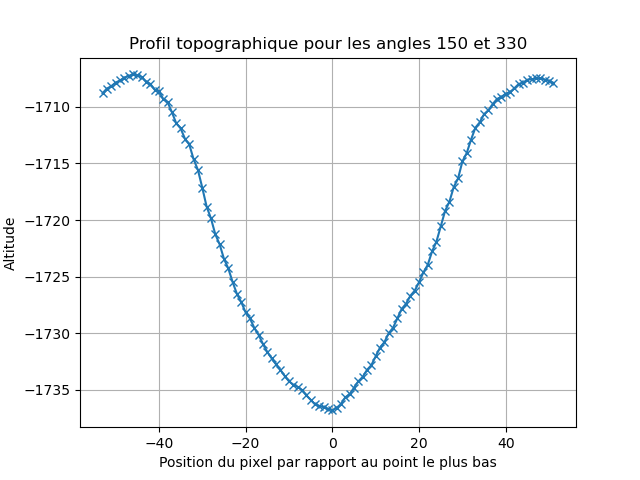 Profil topographique pour les angles 150 et 330
Altitude
−1710
−1715
−1720
−1725
−1730
−1735
−40 −20 0 20 40
Position du pixel par rapport au point le plus bas